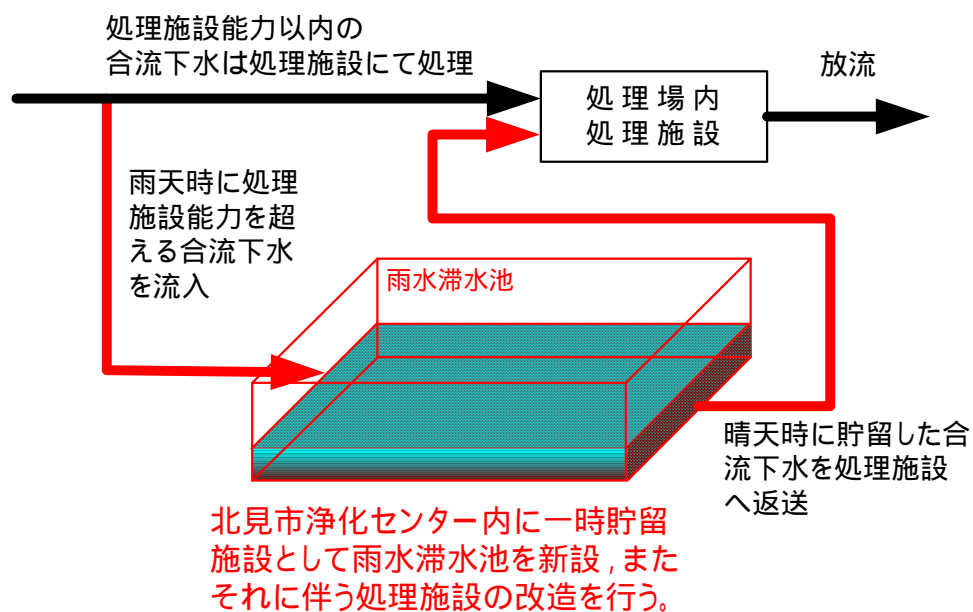 処理施設能力以内の
合流下水は処理施設にて処理
放流
処理場内
処理施設
雨天時に処理
施設能力を超
える合流下水
を流入
雨水滞水池
晴天時に貯留した合
流下水を処理施設
へ返送
北見市浄化センター内に一時貯留
施設として雨水滞水池を新設,また
それに伴う処理施設の改造を行う。